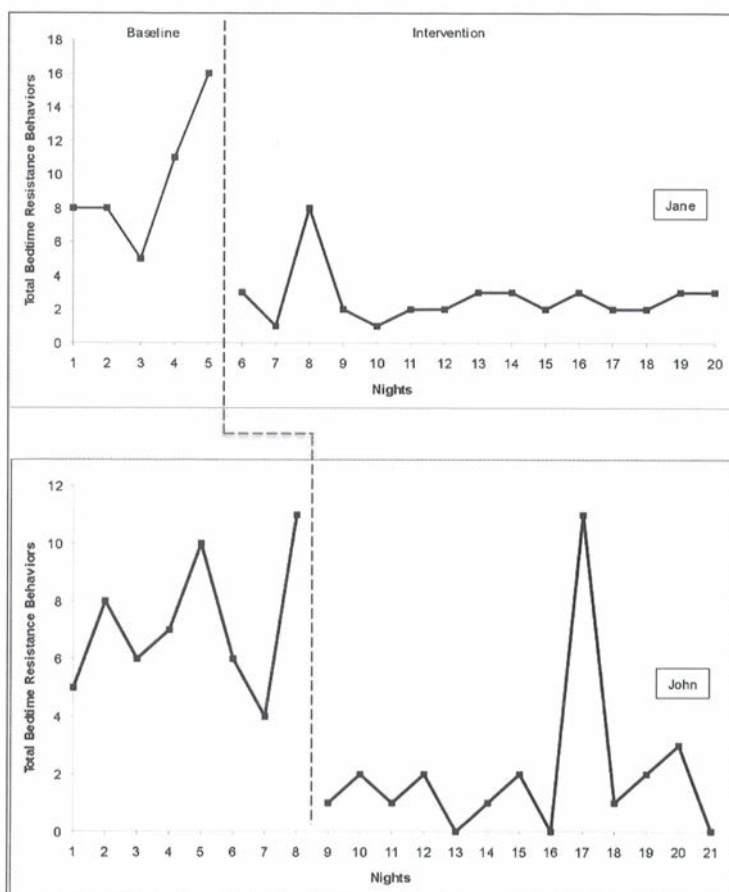 Baseline Intervention
18
16
14
12
10
8
6
4
2
0
Total Bedtime Resistance Behaviors
Jane
1 2 3 4 5 6 7 8 9 10 11 12 13 14 15 16 17 18 19 20
Nights
12
10
8
6
4
2
0
Total Bedtime Resistance Behaviors
John
1 2 3 4 5 6 7 8 9 10 11 12 13 14 15 16 17 18 19 20 21
Nights